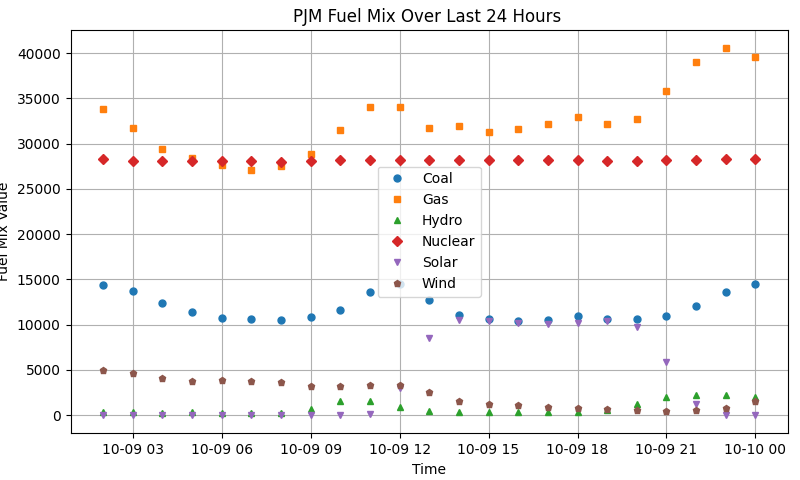 PJM Fuel Mix Over Last 24 Hours
40000
35000
30000
25000
20000
15000
10000
5000
0
Fuel Mix Value
Coal
Gas
Hydro
Nuclear
Solar
Wind
10-09 03 10-09 06 10-09 09 10-09 12 10-09 15 10-09 18 10-09 21 10-10 00
Time